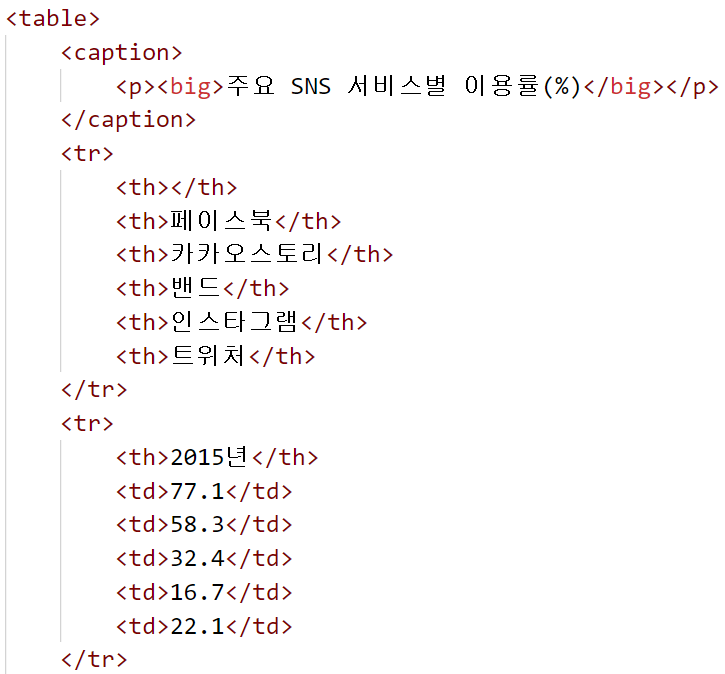 <table>
<caption>
<p><big>주요 SNS 서비스별 이용률(%)</big></p>
</caption>
<tr>
<th></th>
<th>페이스북</th>
<th>카카오스토리</th>
<th>밴드</th>
<th>인스타그램</th>
<th>트위처</th>
</tr>
<tr>
<th>2015년</th>
<td>77.1</td>
<td>58.3</td>
<td>32.4</td>
<td>16.7</td>
<td>22.1</td>
</tr>